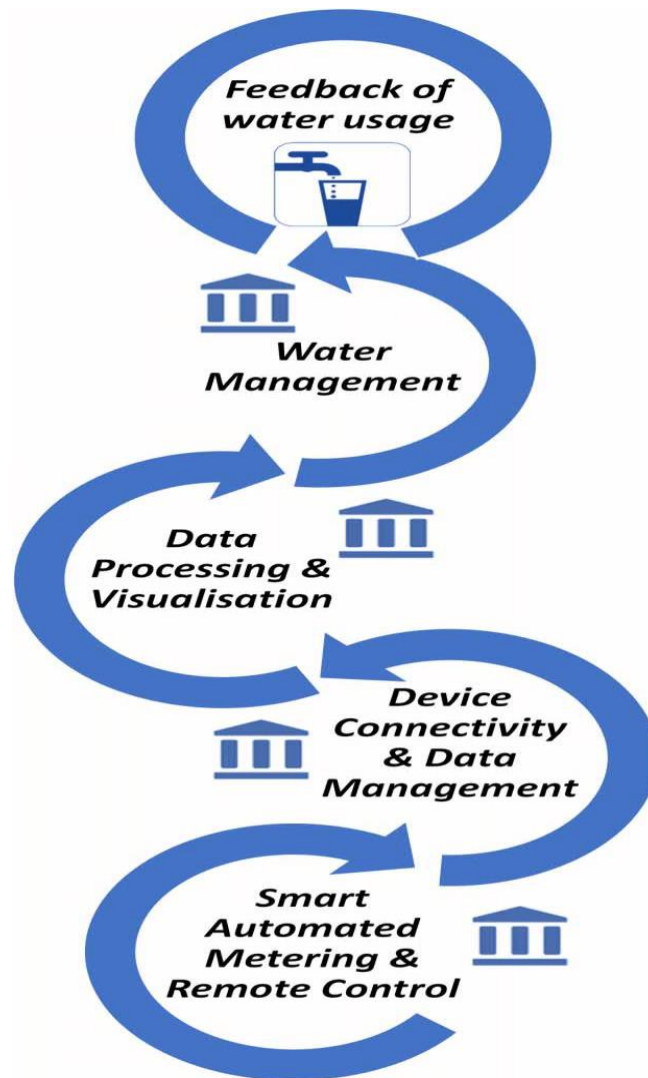 Feedback of
water usage
Water
Management
Data
Processing &
Visualisation
Device
Connectivity
& Data
Management
Smart
Automated
Metering &
Remote Control